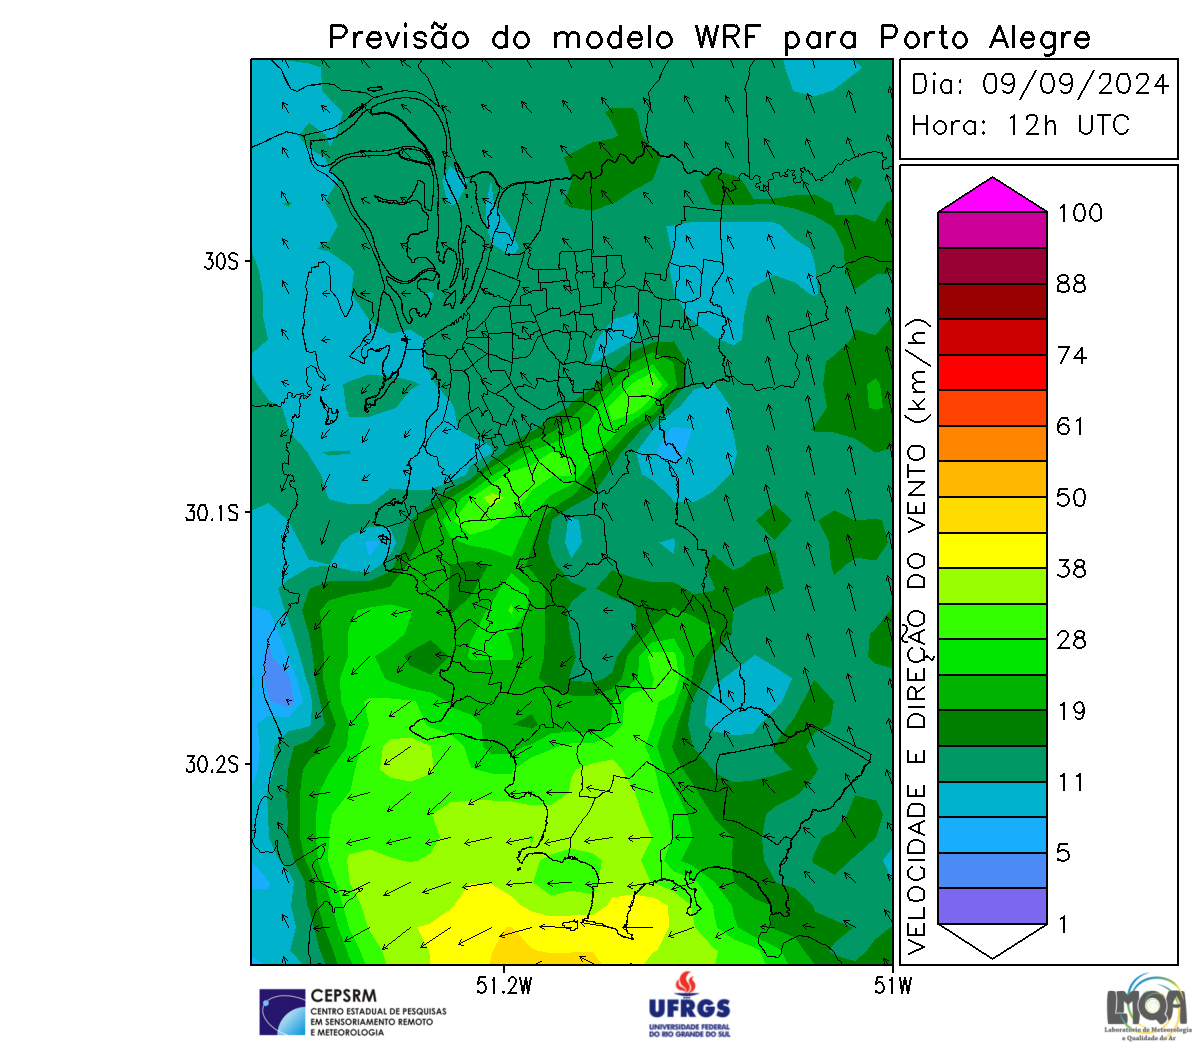 Previsão do modelo WRF para Porto Alegre
Dia: 09/09/2024
Hora: 12h UTC
100
88
74
61
50
38
28
19
11
5
1
VELOCIDADE E DIREÇÃO DO VENTO (km/h)
30S
30.1S
30.2S
51.2W
51W
CEPSRM
CENTRO ESTADUAL DE PESQUISAS
EM SENSORIAMENTO REMOTO
E METEOROLOGIA
UFRGS
UNIVERSIDADE FEDERAL
DO RIO GRANDE DO SUL
LMQA
Laboratório de Meteorologia
e Qualidade do Ar